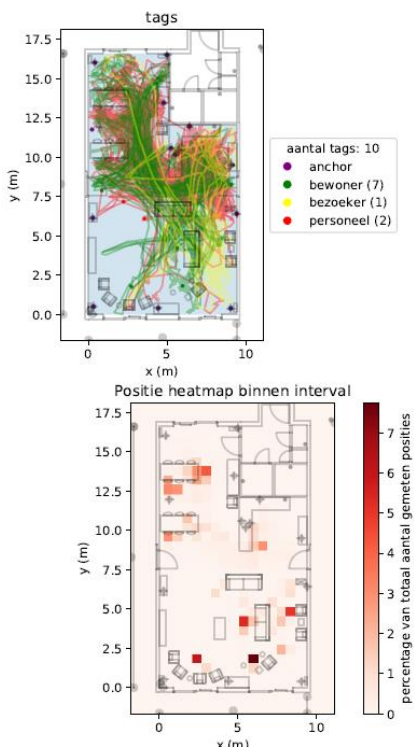 tags
17.5
15.0
12.5
10.0
7.5
5.0
2.5
0.0
y (m)
0
5
10
x (m)
aantal tags: 10
anchor
bewoner (7)
bezoeker (1)
personeel (2)
Positie heatmap binnen interval
17.5
15.0
12.5
10.0
7.5
5.0
2.5
0.0
y (m)
0
5
10
x (m)
7
6
5
4
3
2
1
0
percentage van totaal aantal gemeten posities